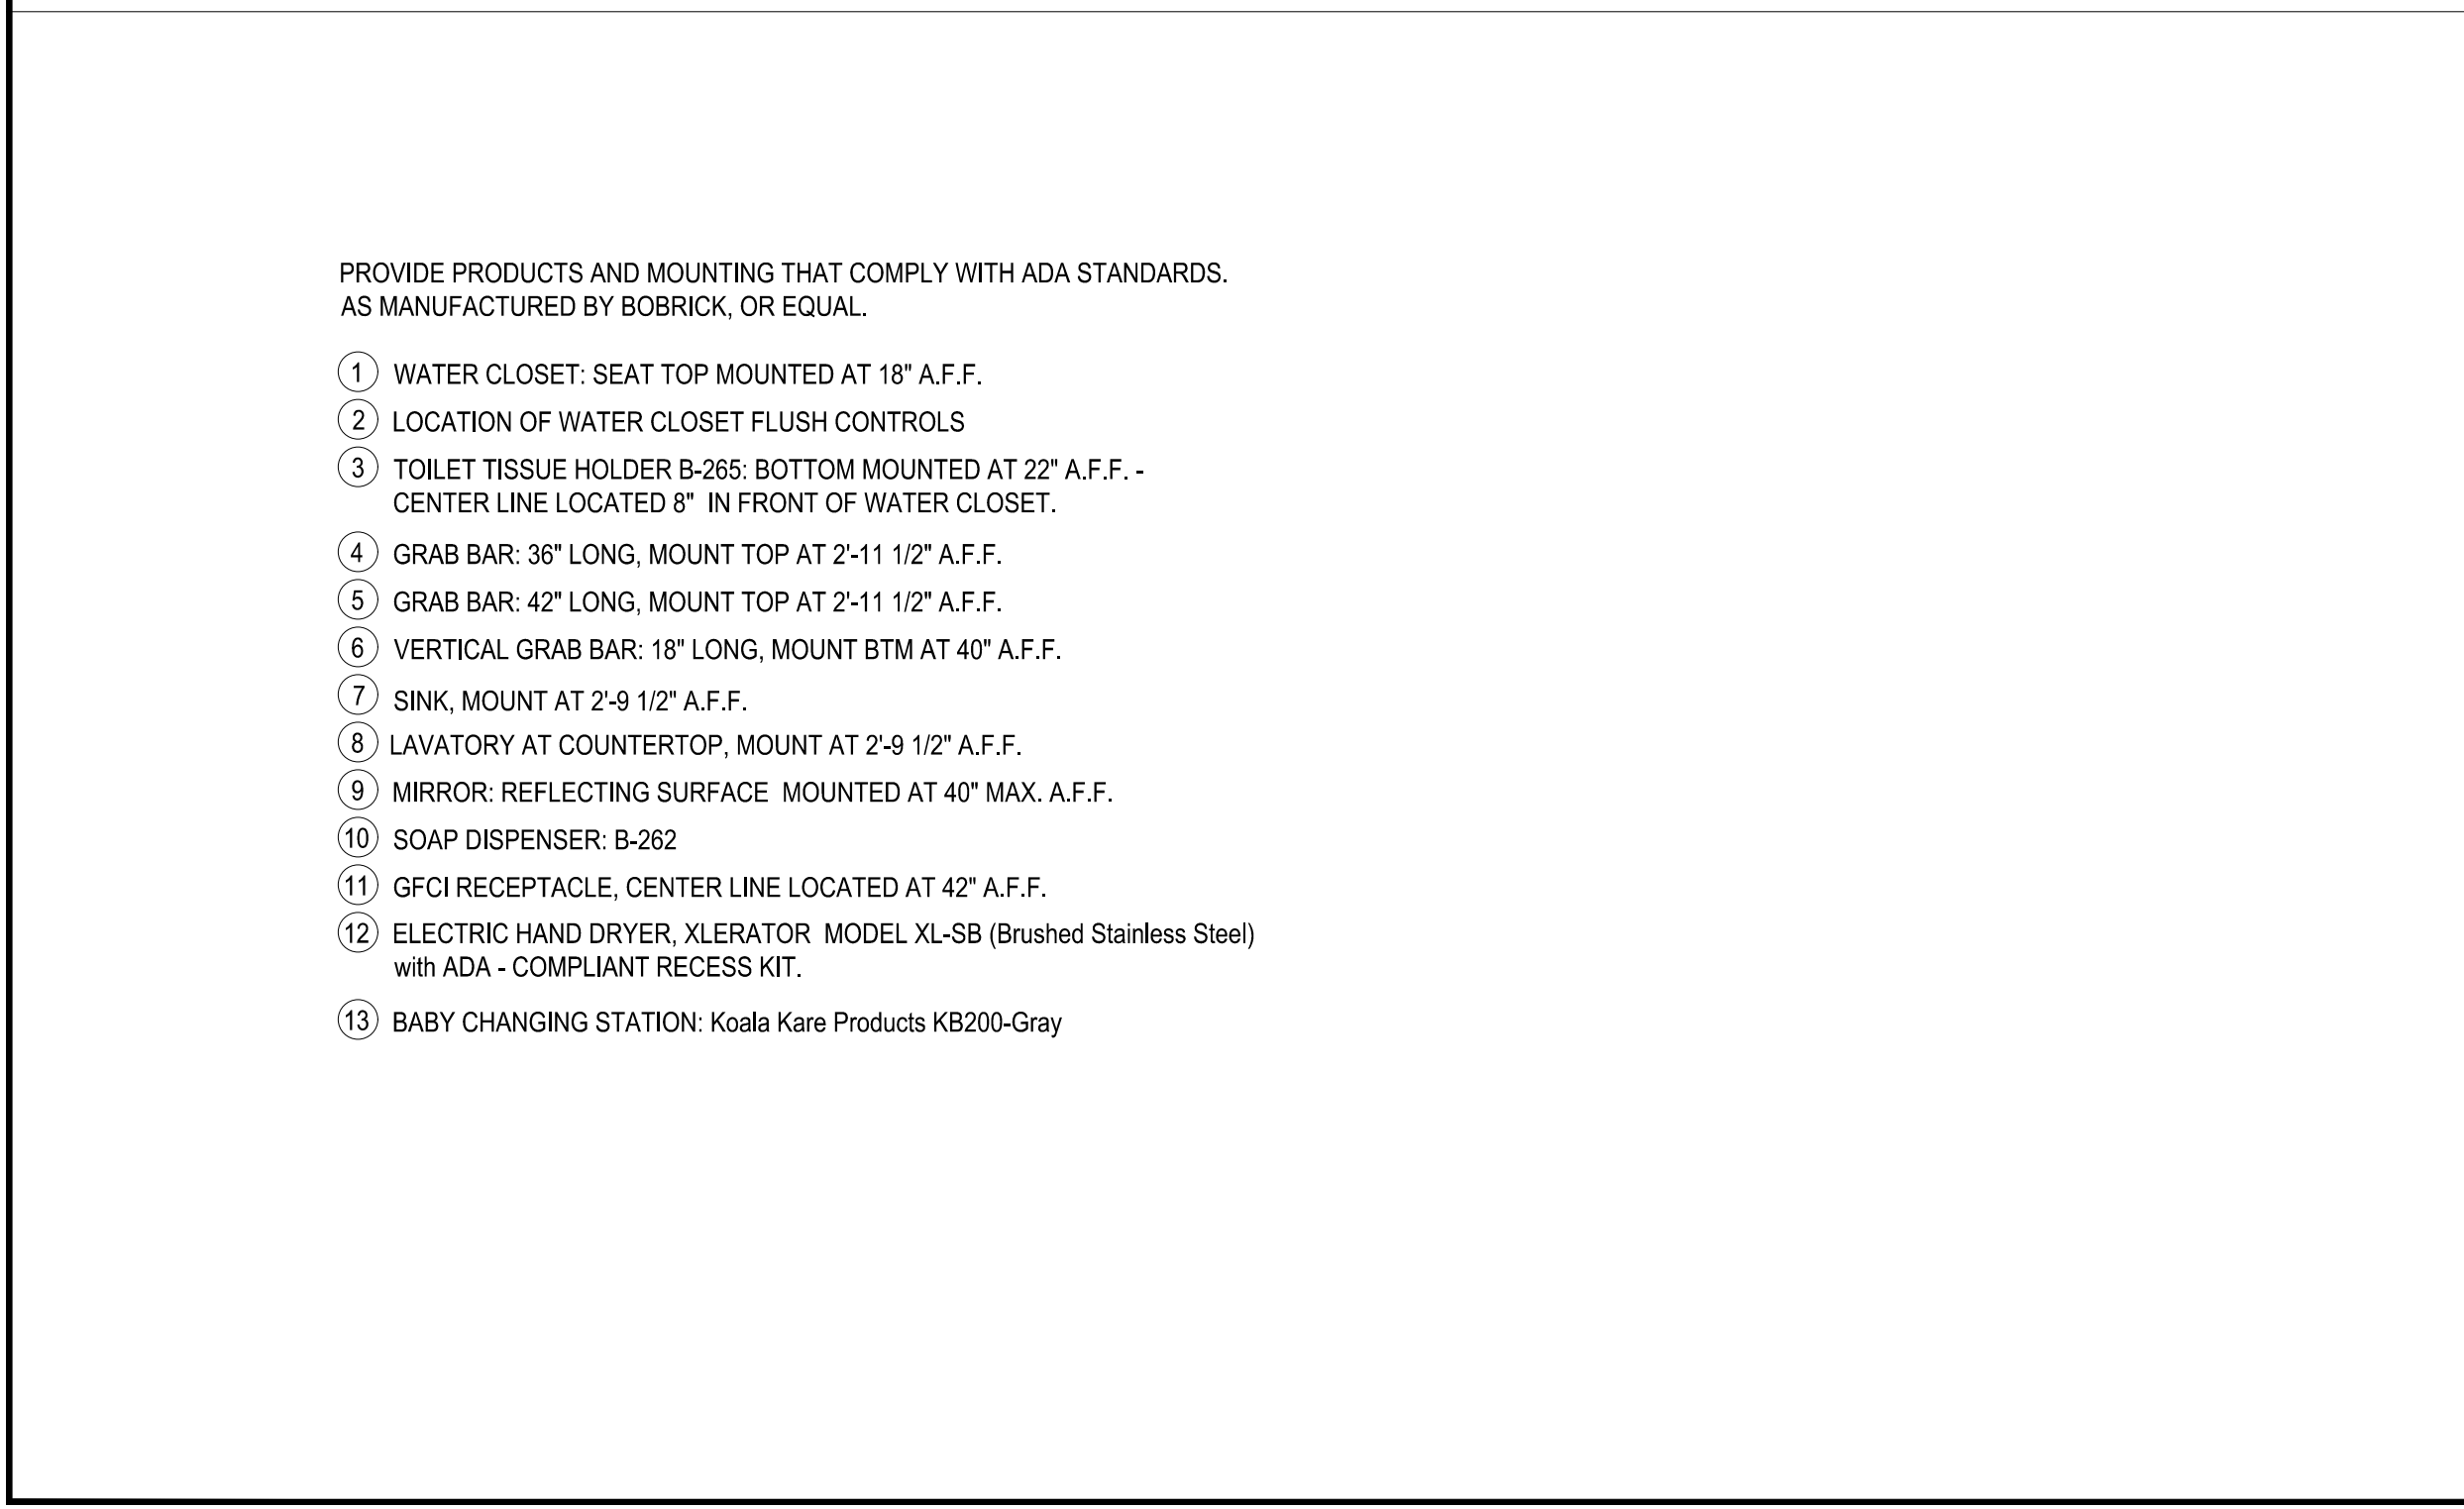 PROVIDE PRODUCTS AND MOUNTING THAT COMPLY WITH ADA STANDARDS.
AS MANUFACTURED BY BOBRICK, OR EQUAL.
1 WATER CLOSET: SEAT TOP MOUNTED AT 18" A.F.F.
2 LOCATION OF WATER CLOSET FLUSH CONTROLS
3 TOILET TISSUE HOLDER B-265: BOTTOM MOUNTED AT 22" A.F.F. -
CENTER LINE LOCATED 8" IN FRONT OF WATER CLOSET.
4 GRAB BAR: 36" LONG, MOUNT TOP AT 2'-11 1/2" A.F.F.
5 GRAB BAR: 42" LONG, MOUNT TOP AT 2'-11 1/2" A.F.F.
6 VERTICAL GRAB BAR: 18" LONG, MOUNT BTM AT 40" A.F.F.
7 SINK, MOUNT AT 2'-9 1/2" A.F.F.
8 LAVATORY AT COUNTERTOP, MOUNT AT 2'-9 1/2" A.F.F.
9 MIRROR: REFLECTING SURFACE MOUNTED AT 40" MAX. A.F.F.
10 SOAP DISPENSER: B-262
11 GFCI RECEPTACLE, CENTER LINE LOCATED AT 42" A.F.F.
12 ELECTRIC HAND DRYER, XLERATOR MODEL XL-SB (Brushed Stainless Steel)
with ADA - COMPLIANT RECESS KIT.
13 BABY CHANGING STATION: Koala Kare Products KB200-Gray